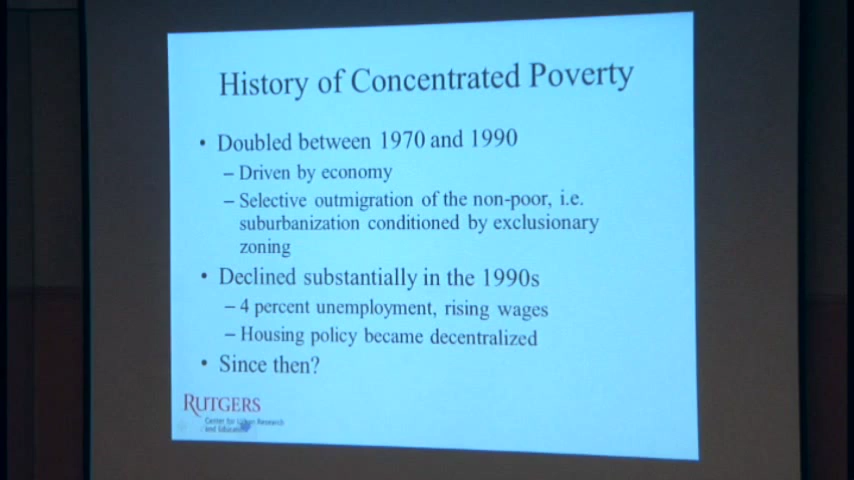 History of Concentrated Poverty
• Doubled between 1970 and 1990
– Driven by economy
– Selective outmigration of the non-poor, i.e.
suburbanization conditioned by exclusionary
zoning
• Declined substantially in the 1990s
– 4 percent unemployment, rising wages
– Housing policy became decentralized
• Since then?
RUTGERS
Center for Urban Research
and Education